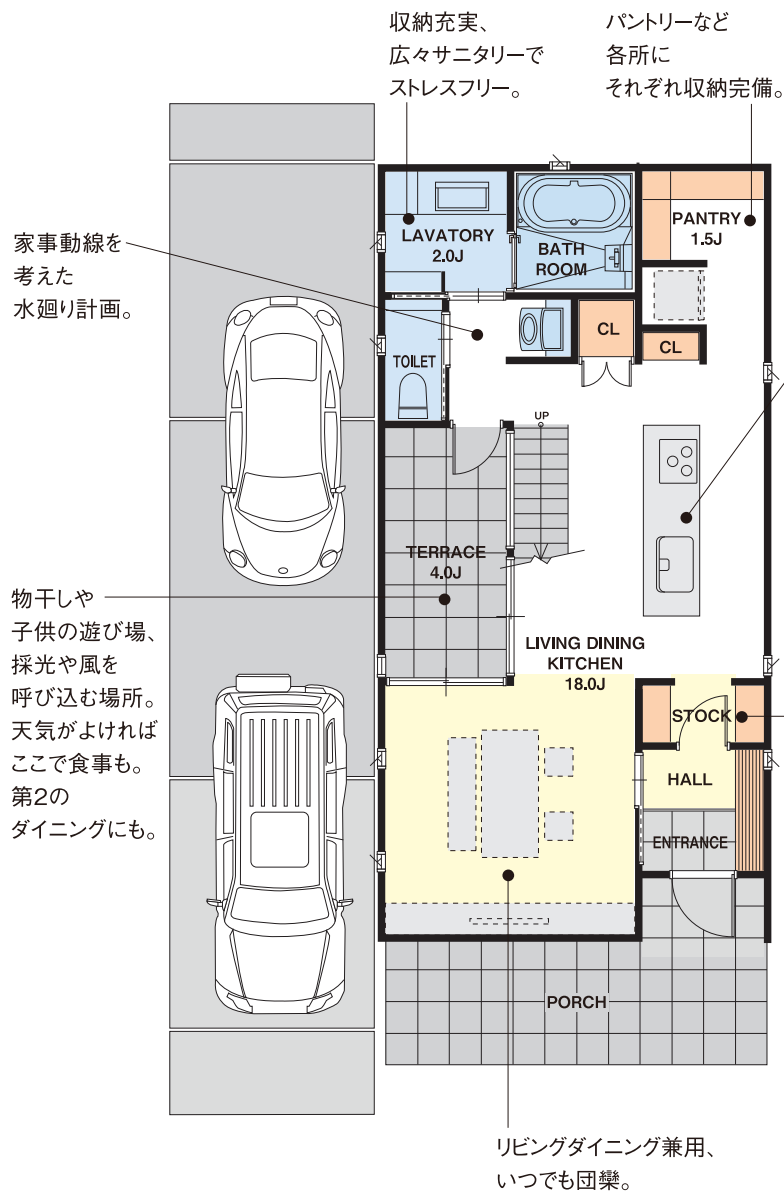 収納充実、
広々サニタリーで
ストレスフリー。
パントリーなど
各所に
それぞれ収納完備。
家事動線を
考えた
水廻り計画。
LAVATORY
2.0J
BATH
ROOM
PANTRY
1.5J
TOILET
CL
CL
UP
TERRACE
4.0J
物干しや
子供の遊び場、
採光や風を
呼び込む場所。
天気がよければ
ここで食事も。
第2の
ダイニングにも。
LIVING DINING
KITCHEN
18.0J
STOCK
HALL
ENTRANCE
PORCH
リビングダイニング兼用、
いつでも団欒。